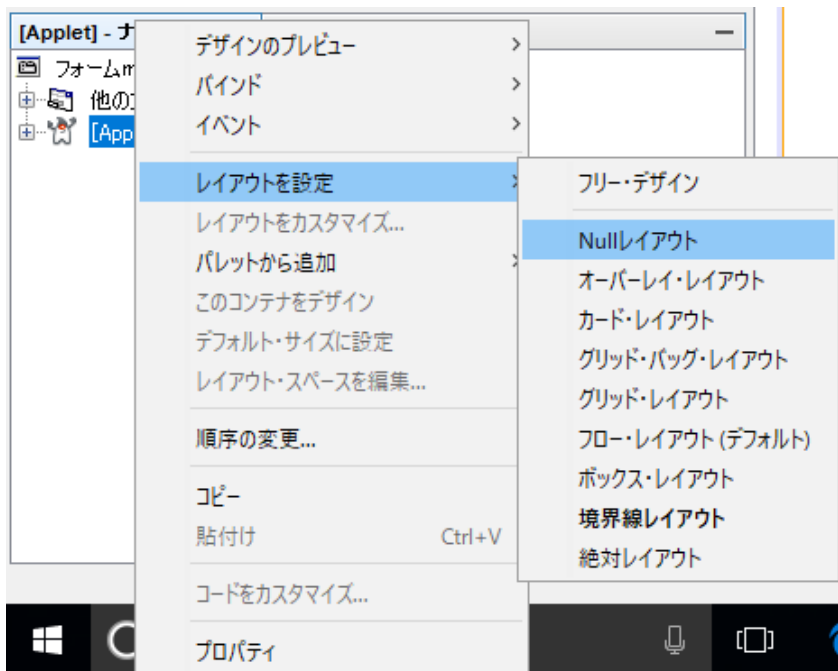 [Applet] - ナ
フォームm
他の
[App
デザインのプレビュー
バインド
イベント
レイアウトを設定
レイアウトをカスタマイズ...
パレットから追加
このコンテナをデザイン
デフォルト・サイズに設定
レイアウト・スペースを編集...
順序の変更...
コピー
貼付け Ctrl+V
コードをカスタマイズ...
プロパティ
フリー・デザイン
Nullレイアウト
オーバーレイ・レイアウト
カード・レイアウト
グリッド・バッグ・レイアウト
グリッド・レイアウト
フロー・レイアウト (デフォルト)
ボックス・レイアウト
境界線レイアウト
絶対レイアウト